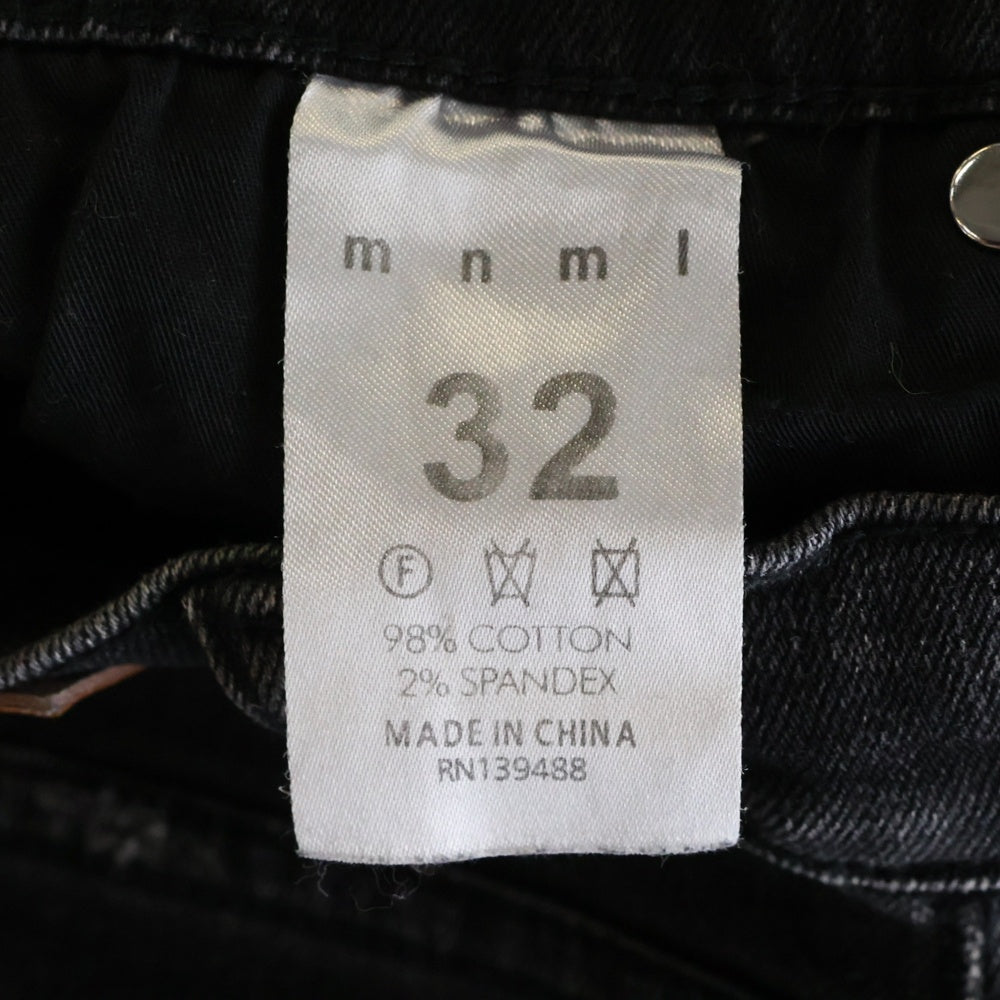 m n m l
32
F
98% COTTON
2% SPANDEX
MADE IN CHINA
RN139488